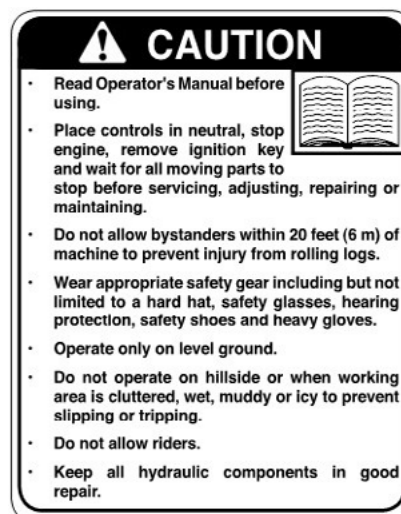 CAUTION
· Read Operator's Manual before
using.
· Place controls in neutral, stop
engine, remove ignition key
and wait for all moving parts to
stop before servicing, adjusting, repairing or
maintaining.
· Do not allow bystanders within 20 feet (6 m) of
machine to prevent injury from rolling logs.
· Wear appropriate safety gear including but not
limited to a hard hat, safety glasses, hearing
protection, safety shoes and heavy gloves.
· Operate only on level ground.
· Do not operate on hillside or when working
area is cluttered, wet, muddy or icy to prevent
slipping or tripping.
· Do not allow riders.
· Keep all hydraulic components in good
repair.